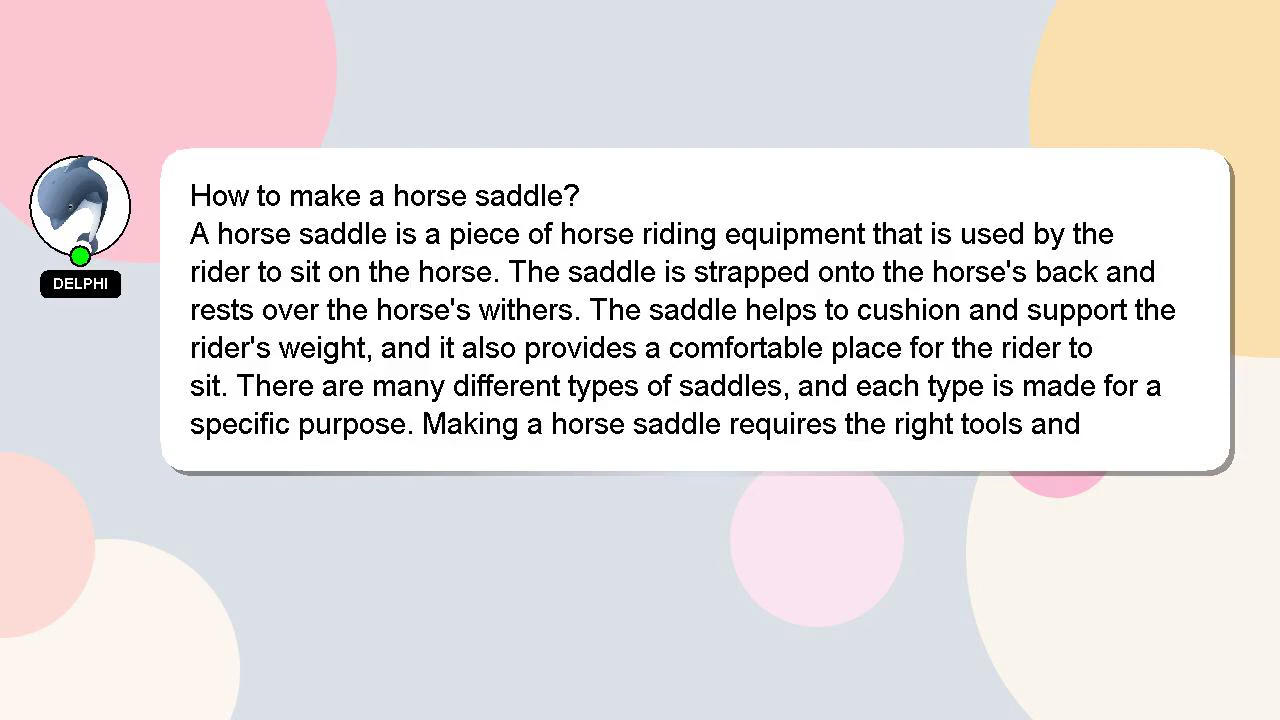 How to make a horse saddle?
A horse saddle is a piece of horse riding equipment that is used by the
rider to sit on the horse. The saddle is strapped onto the horse's back and
rests over the horse's withers. The saddle helps to cushion and support the
rider's weight, and it also provides a comfortable place for the rider to
sit. There are many different types of saddles, and each type is made for a
specific purpose. Making a horse saddle requires the right tools and
DELPHI